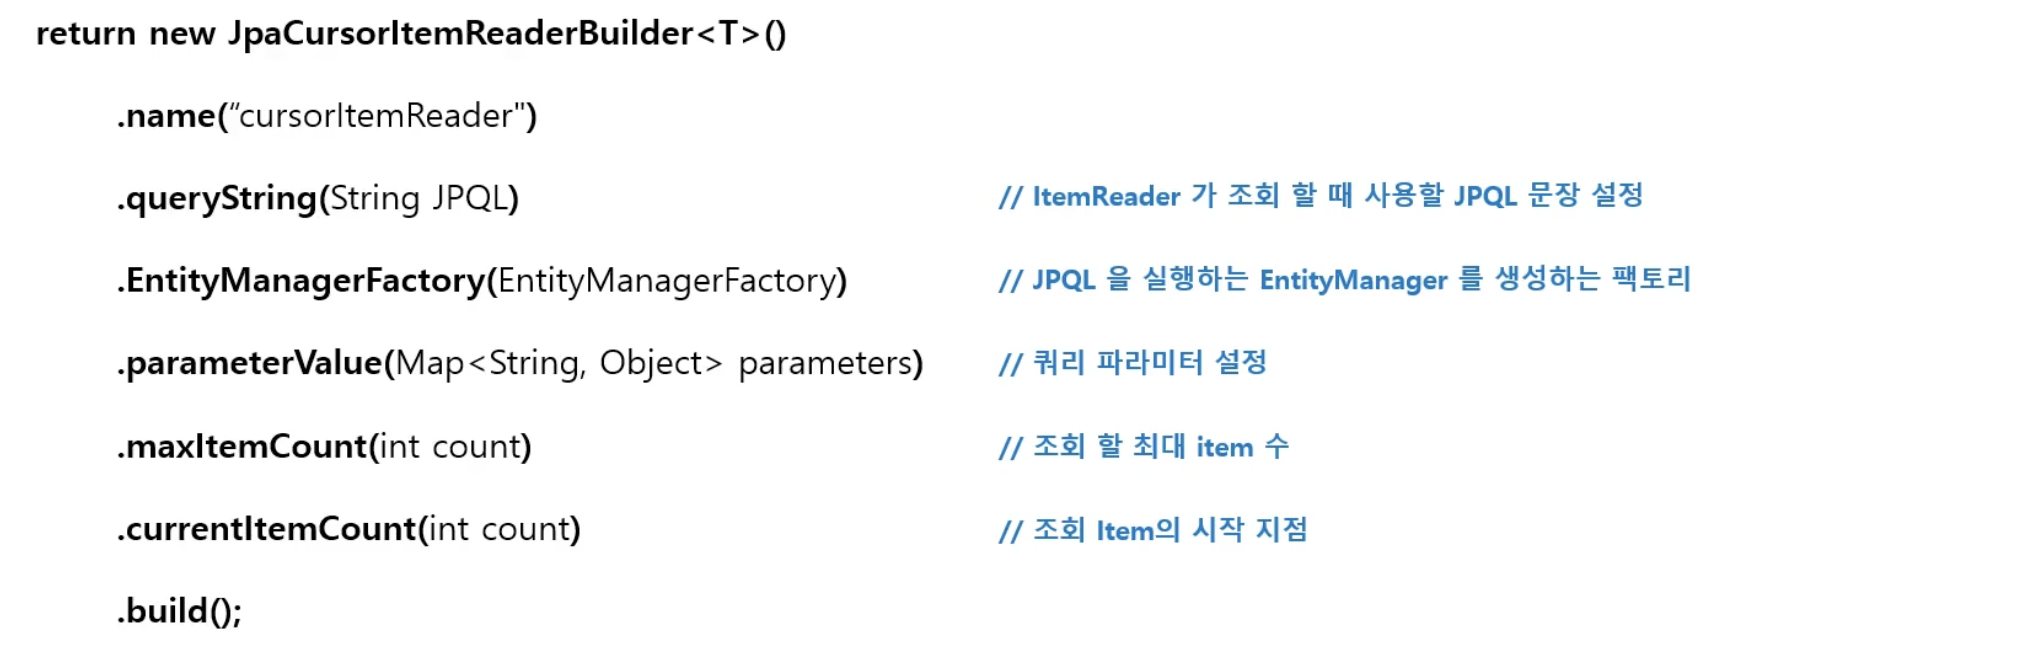 return new JpaCursorItemReaderBuilder<T>()
.name(“cursorItemReader")
.queryString(String JPQL) // ItemReader 가 조회 할 때 사용할 JPQL 문장 설정
.EntityManagerFactory(EntityManagerFactory) // JPQL 을 실행하는 EntityManager 를 생성하는 팩토리
.parameterValue(Map<String, Object> parameters) // 쿼리 파라미터 설정
.maxItemCount(int count) // 조회 할 최대 item 수
.currentItemCount(int count) // 조회 Item의 시작 지점
.build();